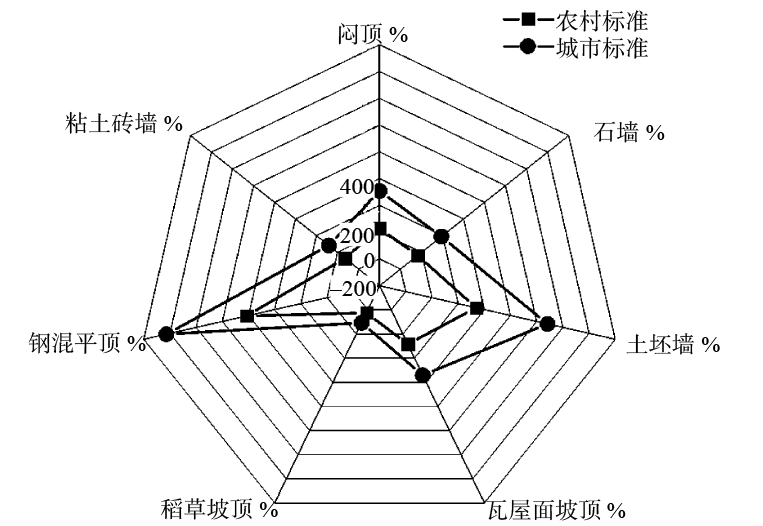 农村标准
城市标准
闷顶 %
粘土砖墙 %
石墙 %
400
200
0
-200
钢混平顶 %
土坯墙 %
稻草坡顶 %
瓦屋面坡顶 %